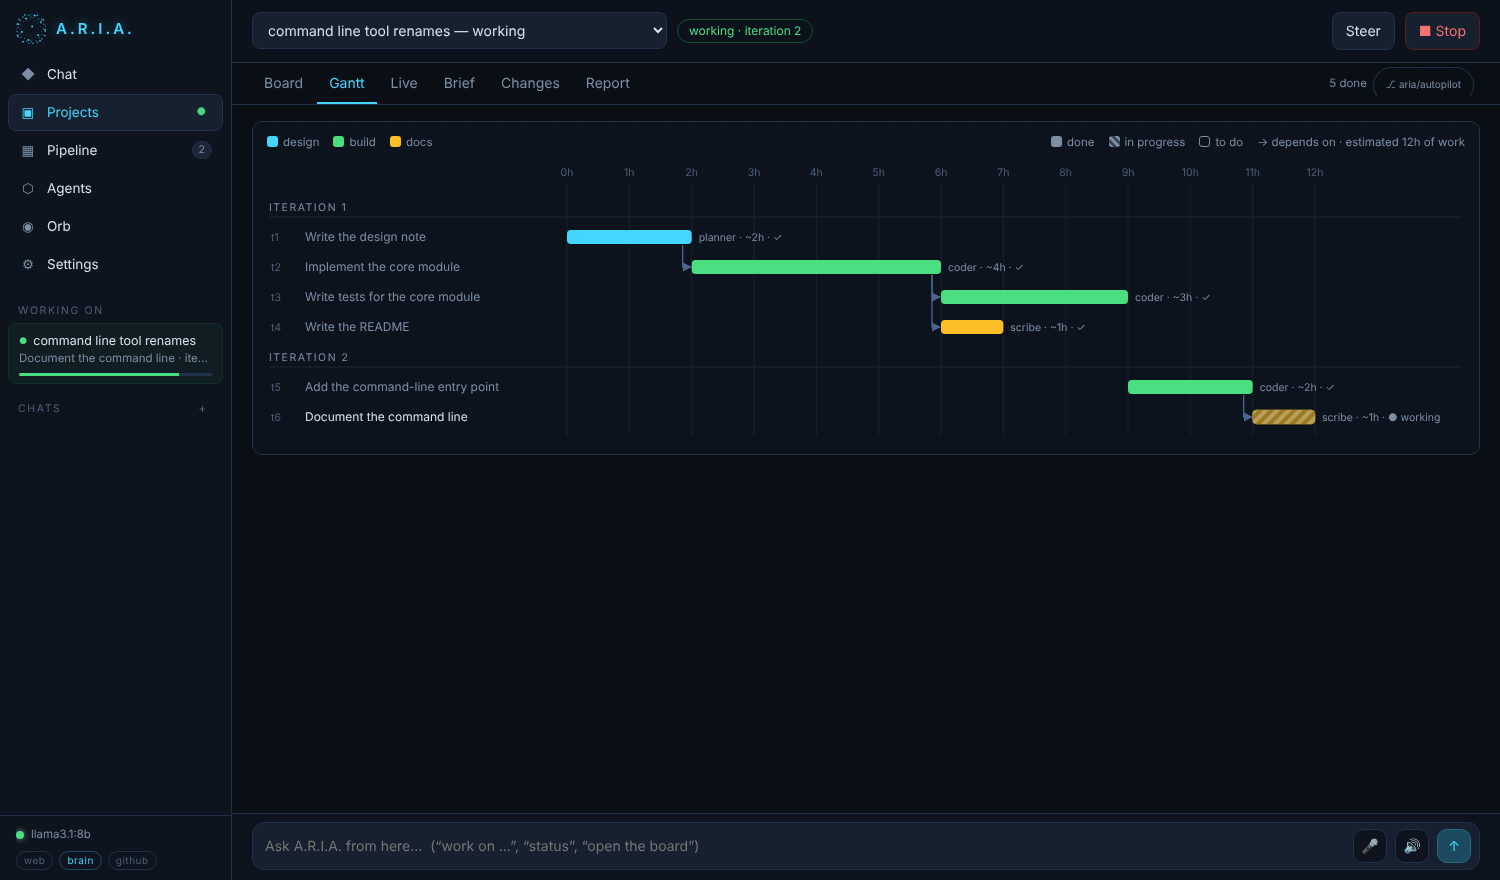 A.R.I.A.
Chat
Projects
Pipeline 2
Agents
Orb
Settings
WORKING ON
command line tool renames
Document the command line · ite...
CHATS +
llama3.1:8b
web brain github
command line tool renames — working
working · iteration 2
Steer
Stop
Board Gantt Live Brief Changes Report
5 done
aria/autopilot
design build docs
done in progress to do → depends on · estimated 12h of work
0h 1h 2h 3h 4h 5h 6h 7h 8h 9h 10h 11h 12h
ITERATION 1
t1 Write the design note planner · ~2h · ✓
t2 Implement the core module coder · ~4h · ✓
t3 Write tests for the core module coder · ~3h · ✓
t4 Write the README scribe · ~1h · ✓
ITERATION 2
t5 Add the command-line entry point coder · ~2h · ✓
t6 Document the command line scribe · ~1h · ● working
Ask A.R.I.A. from here... (“work on ...”, “status”, “open the board”)